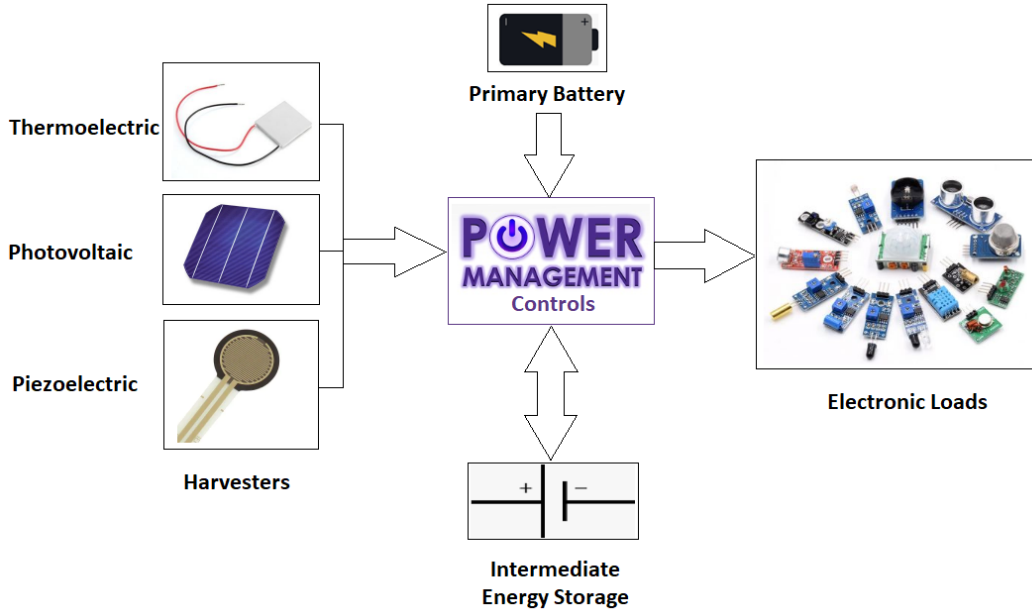 − +
Primary Battery
Thermoelectric
Photovoltaic
Piezoelectric
Harvesters
POWER
MANAGEMENT
Controls
Electronic Loads
+ −
Intermediate
Energy Storage